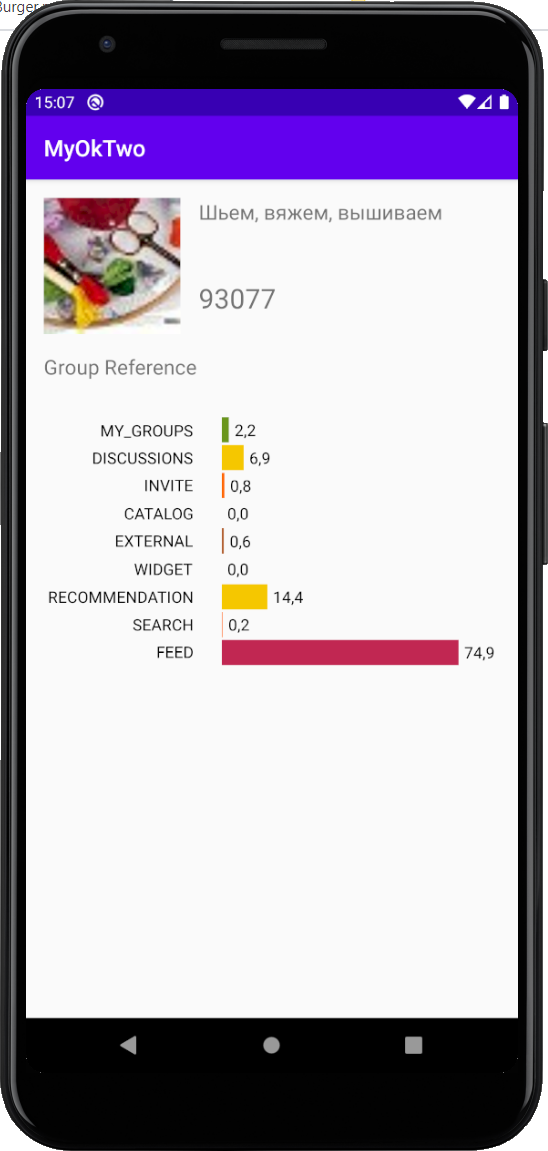 Burger
15:07
MyOkTwo
Шьем, вяжем, вышиваем
93077
Group Reference
MY_GROUPS 2,2
DISCUSSIONS 6,9
INVITE 0,8
CATALOG 0,0
EXTERNAL 0,6
WIDGET 0,0
RECOMMENDATION 14,4
SEARCH 0,2
FEED 74,9